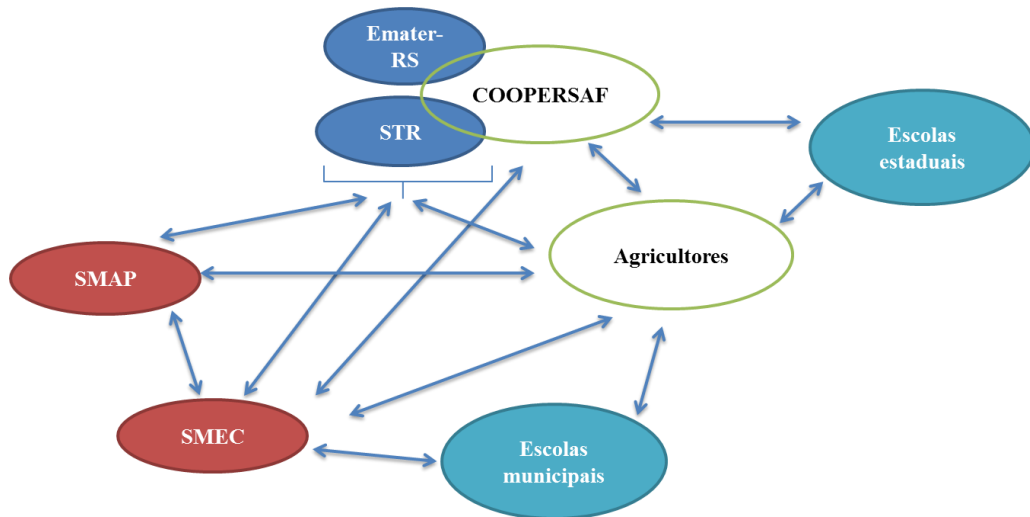 Emater-
RS
COOPERSAF
STR
Escolas
estaduais
Agricultores
SMAP
SMEC
Escolas
municipais